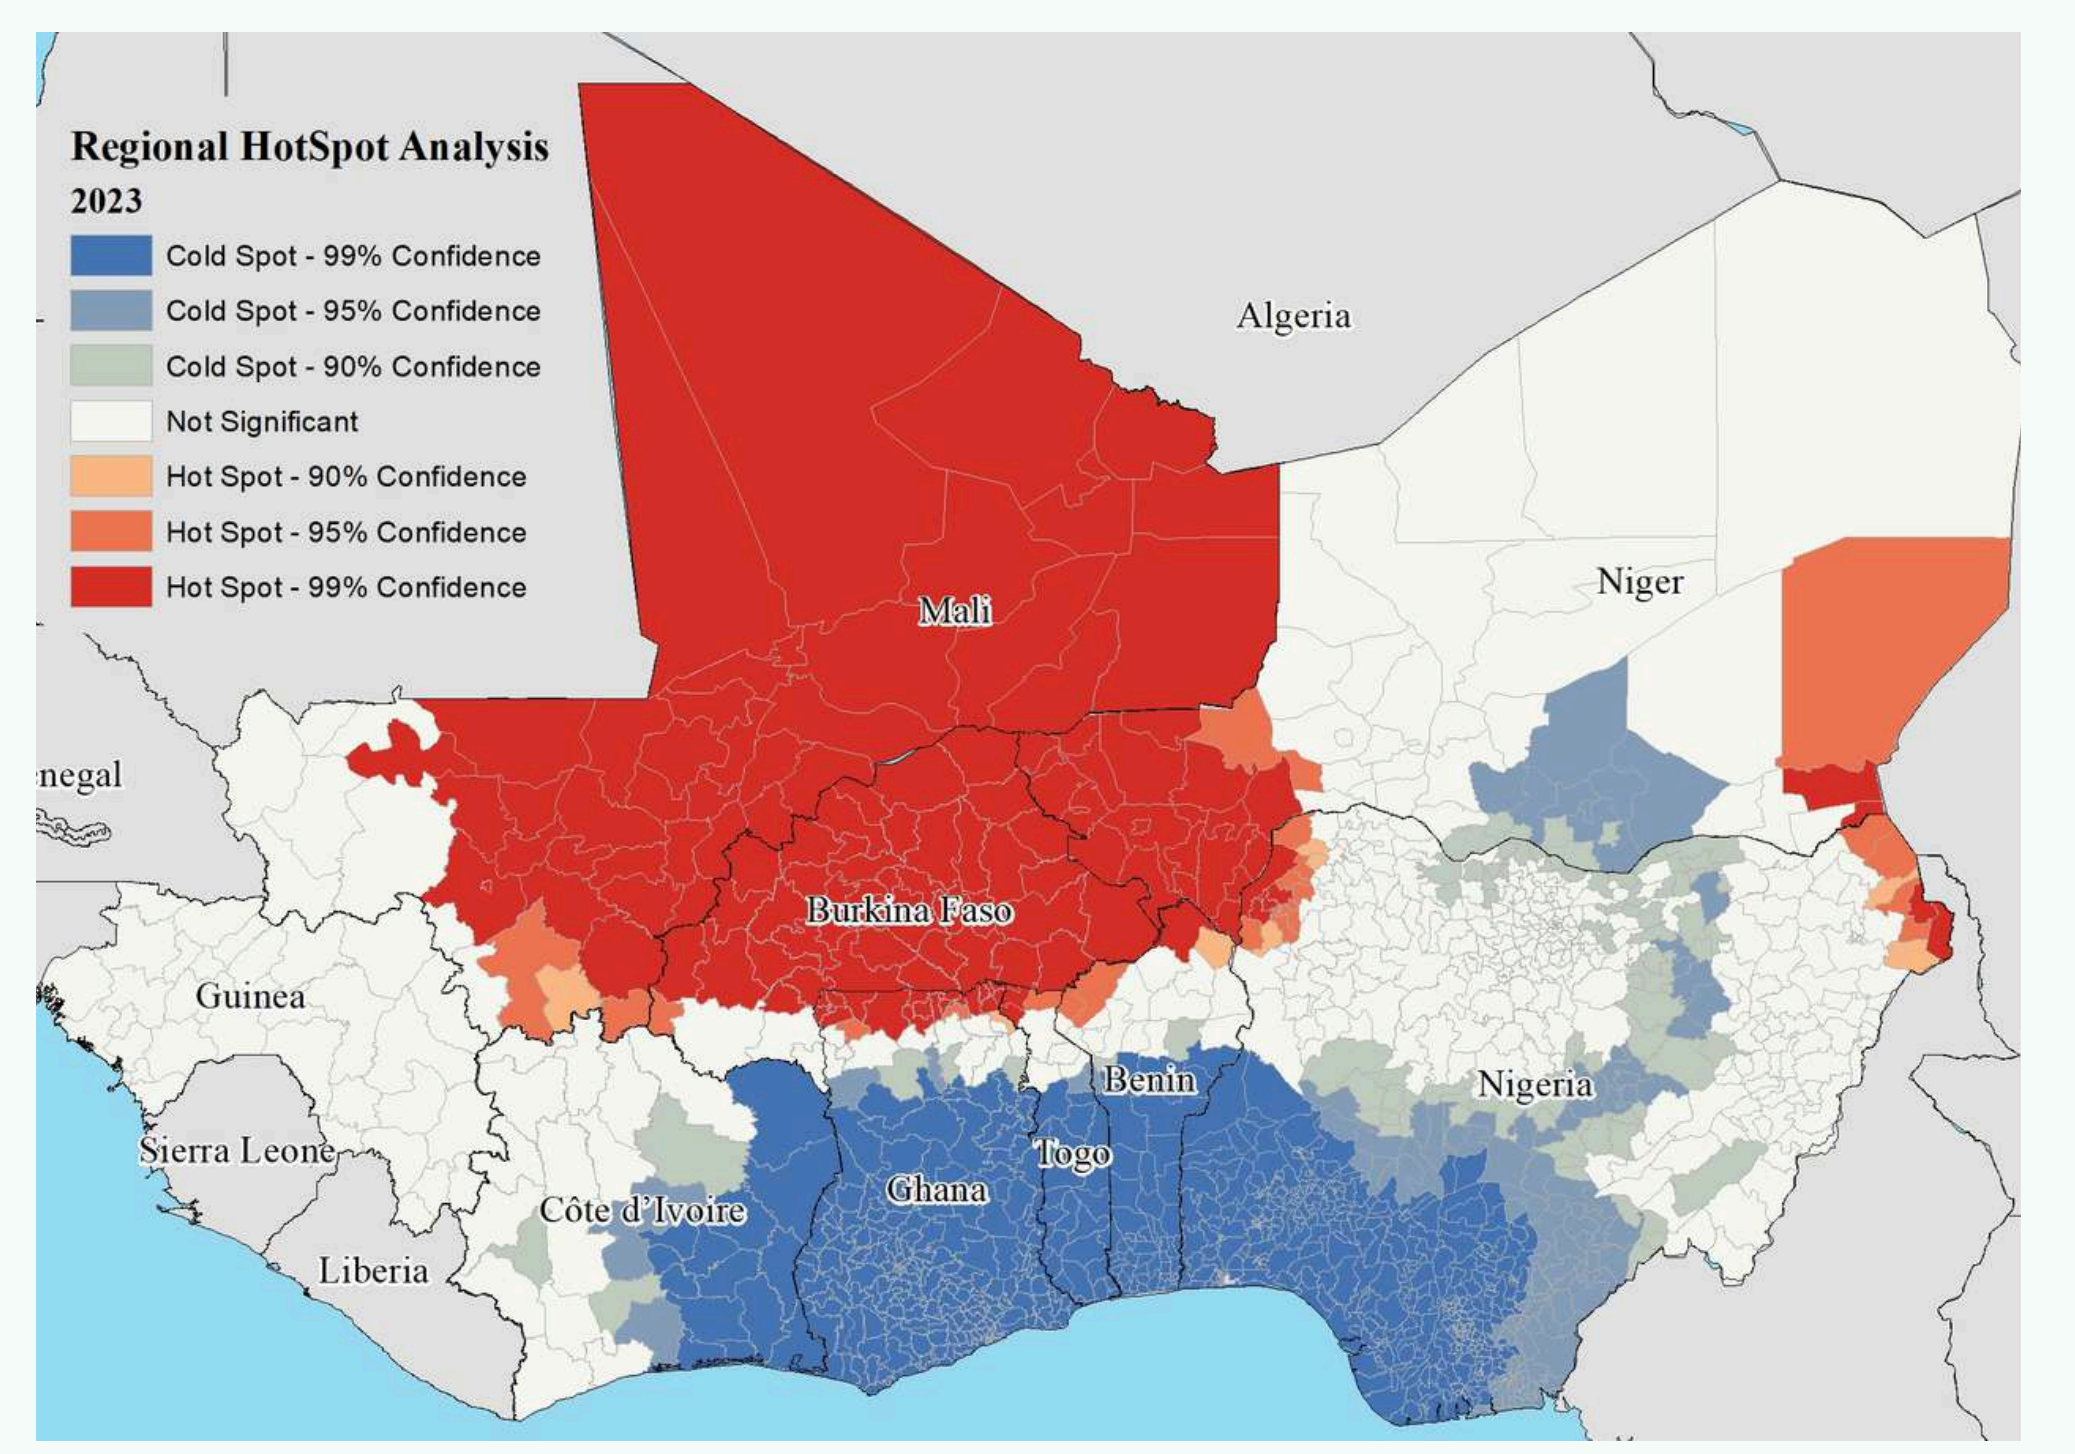 Regional HotSpot Analysis
2023
Cold Spot - 99% Confidence
Cold Spot - 95% Confidence
Cold Spot - 90% Confidence
Not Significant
Hot Spot - 90% Confidence
Hot Spot - 95% Confidence
Hot Spot - 99% Confidence
Algeria
Niger
Mali
enegal
Burkina Faso
Guinea
Benin
Nigeria
Sierra Leone
Togo
Ghana
Côte d'Ivoire
Liberia